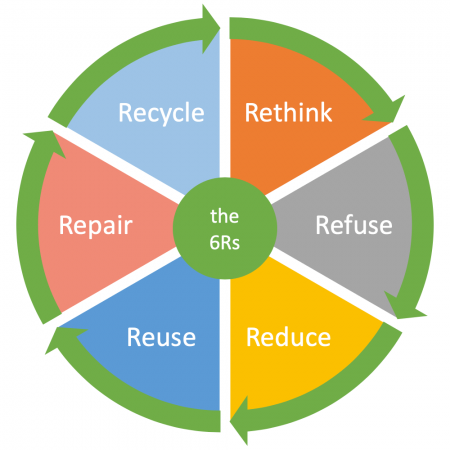 Recycle
Rethink
Repair
the
6Rs
Refuse
Reuse
Reduce